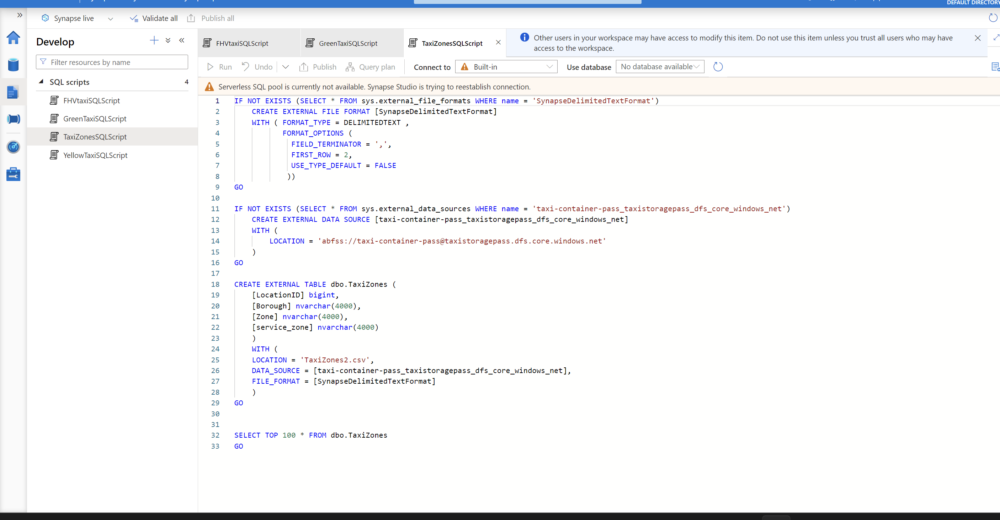 DEFAULT DIRECTORY
Synapse live
Validate all
Publish all
Develop
Filter resources by name
SQL scripts 4
FHVtaxiSQLScript
GreenTaxiSQLScript
TaxiZonesSQLScript
YellowTaxiSQLScript
FHVtaxiSQLScript
GreenTaxiSQLScript
TaxiZonesSQLScript
Other users in your workspace may have access to modify this item. Do not use this item unless you trust all users who may have
access to the workspace.
Run Undo Publish Query plan Connect to Built-in Use database No database available
Serverless SQL pool is currently not available. Synapse Studio is trying to reestablish connection.
1 IF NOT EXISTS (SELECT * FROM sys.external_file_formats WHERE name = 'SynapseDelimitedTextFormat')
2 CREATE EXTERNAL FILE FORMAT [SynapseDelimitedTextFormat]
3 WITH ( FORMAT_TYPE = DELIMITEDTEXT ,
4 FORMAT_OPTIONS (
5 FIELD_TERMINATOR = ',',
6 FIRST_ROW = 2,
7 USE_TYPE_DEFAULT = FALSE
8 ))
9 GO
10
11 IF NOT EXISTS (SELECT * FROM sys.external_data_sources WHERE name = 'taxi-container-pass_taxistoragepass_dfs_core_windows_net')
12 CREATE EXTERNAL DATA SOURCE [taxi-container-pass_taxistoragepass_dfs_core_windows_net]
13 WITH (
14 LOCATION = 'abfss://taxi-container-pass@taxistoragepass.dfs.core.windows.net'
15 )
16 GO
17
18 CREATE EXTERNAL TABLE dbo.TaxiZones (
19 [LocationID] bigint,
20 [Borough] nvarchar(4000),
21 [Zone] nvarchar(4000),
22 [service_zone] nvarchar(4000)
23 )
24 WITH (
25 LOCATION = 'TaxiZones2.csv',
26 DATA_SOURCE = [taxi-container-pass_taxistoragepass_dfs_core_windows_net],
27 FILE_FORMAT = [SynapseDelimitedTextFormat]
28 )
29 GO
30
31
32 SELECT TOP 100 * FROM dbo.TaxiZones
33 GO